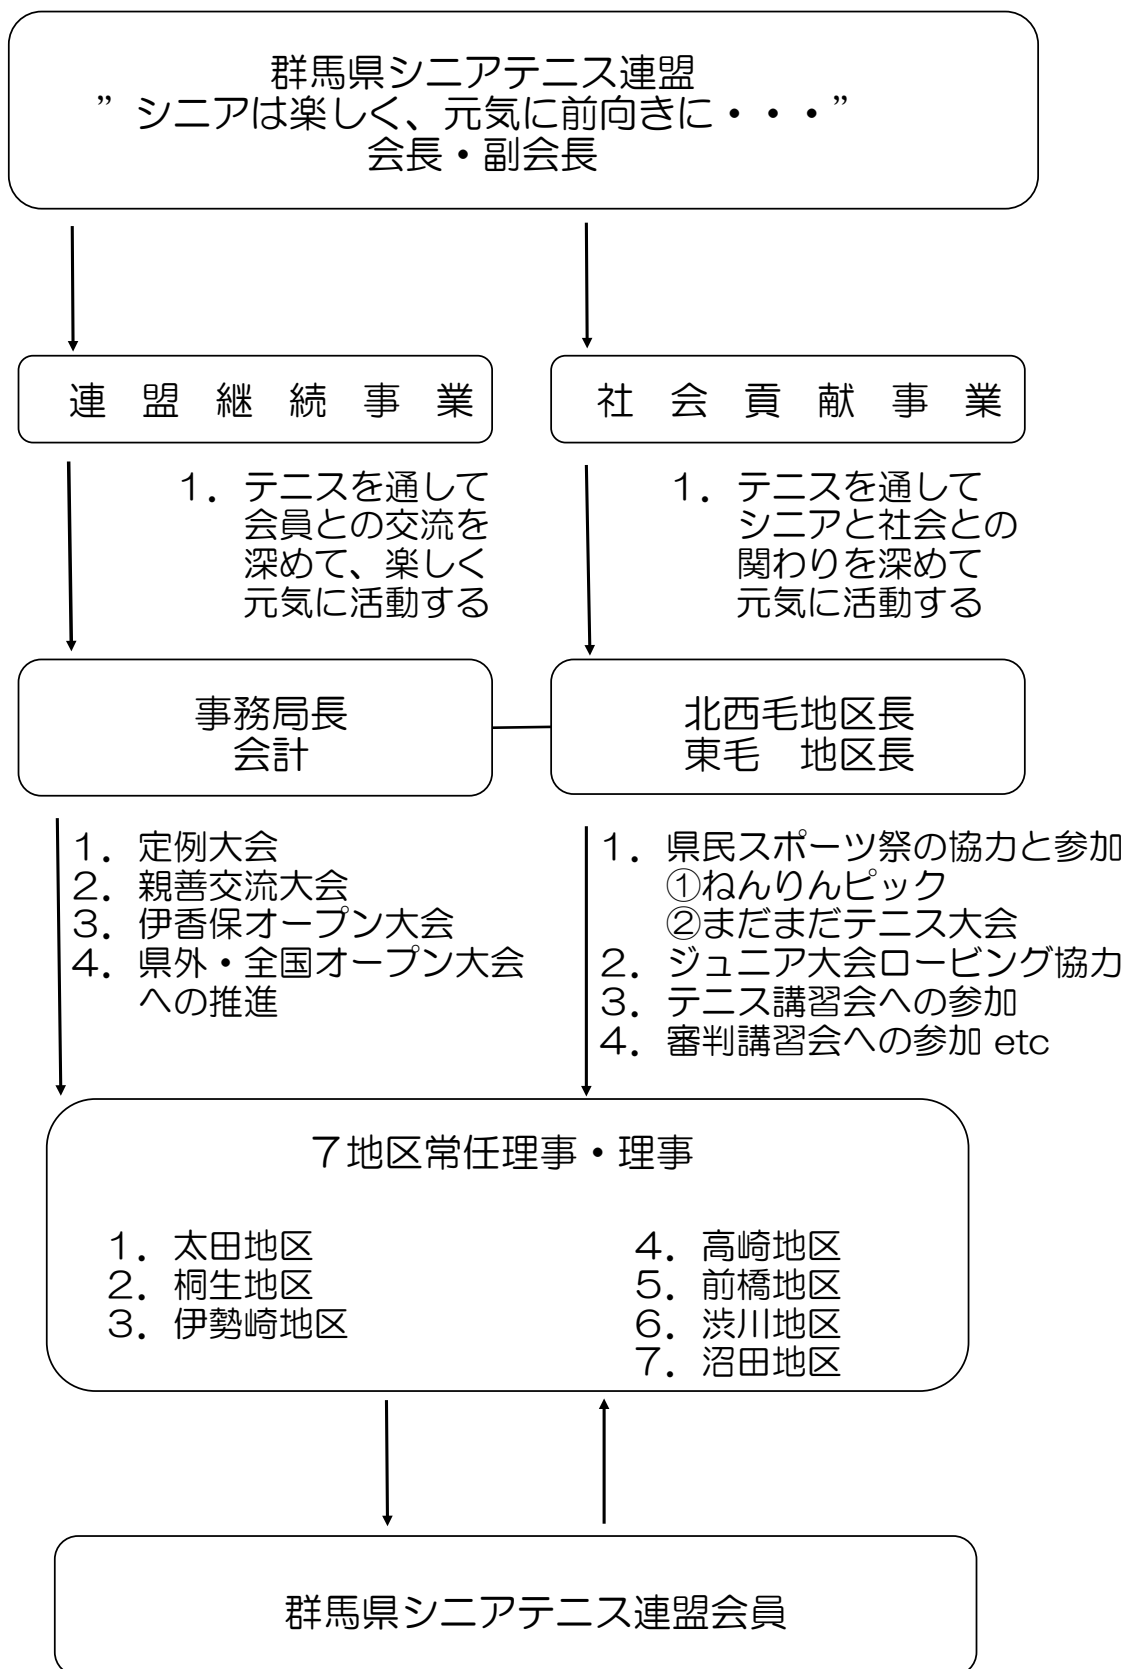 群馬県シニアテニス連盟
”シニアは楽しく、元気に前向きに・・・”
会長・副会長
連盟継続事業
社会貢献事業
１．テニスを通して
会員との交流を
深めて、楽しく
元気に活動する
１．テニスを通して
シニアと社会との
関わりを深めて
元気に活動する
事務局長
会計
北西毛地区長
東毛　地区長
１．定例大会
２．親善交流大会
３．伊香保オープン大会
４．県外・全国オープン大会
への推進
１．県民スポーツ祭の協力と参加
①ねんりんピック
②まだまだテニス大会
２．ジュニア大会ロービング協力
３．テニス講習会への参加
４．審判講習会への参加 etc
７地区常任理事・理事
１．太田地区
２．桐生地区
３．伊勢崎地区
４．高崎地区
５．前橋地区
６．渋川地区
７．沼田地区
群馬県シニアテニス連盟会員